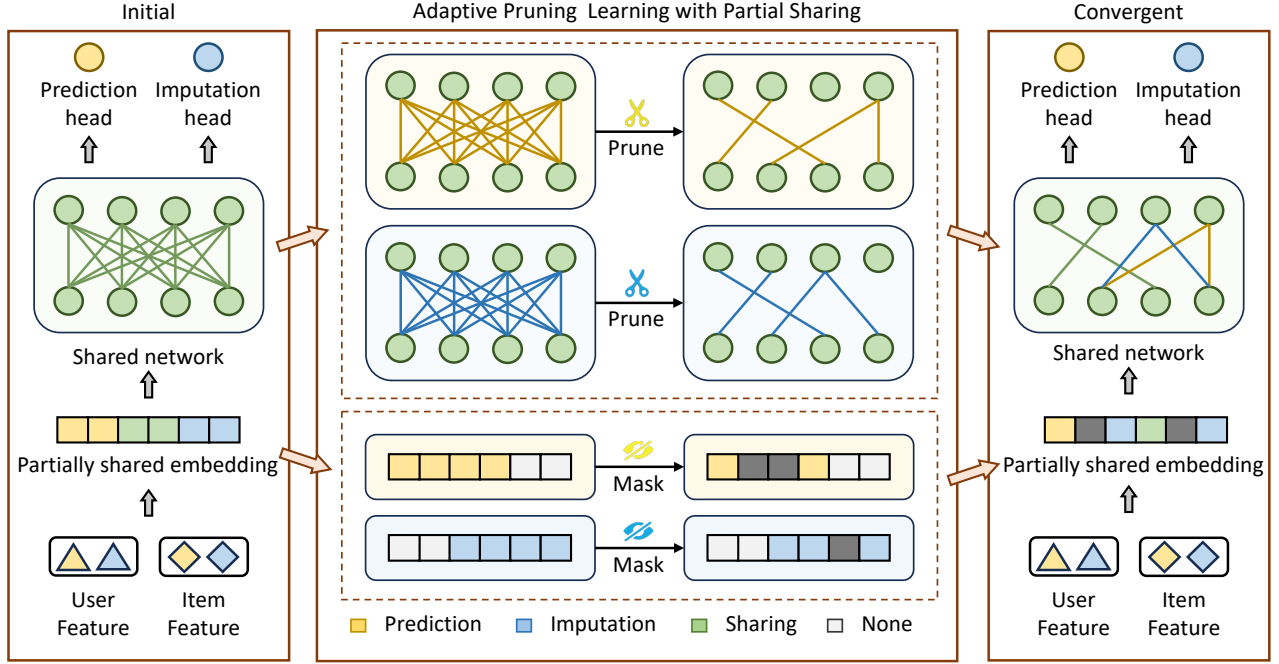 Initial
Adaptive Pruning Learning with Partial Sharing
Convergent
Prediction
head
Imputation
head
Shared network
Partially shared embedding
User
Feature
Item
Feature
Prune
Prune
Mask
Mask
Prediction
Imputation
Sharing
None
Prediction
head
Imputation
head
Shared network
Partially shared embedding
User
Feature
Item
Feature